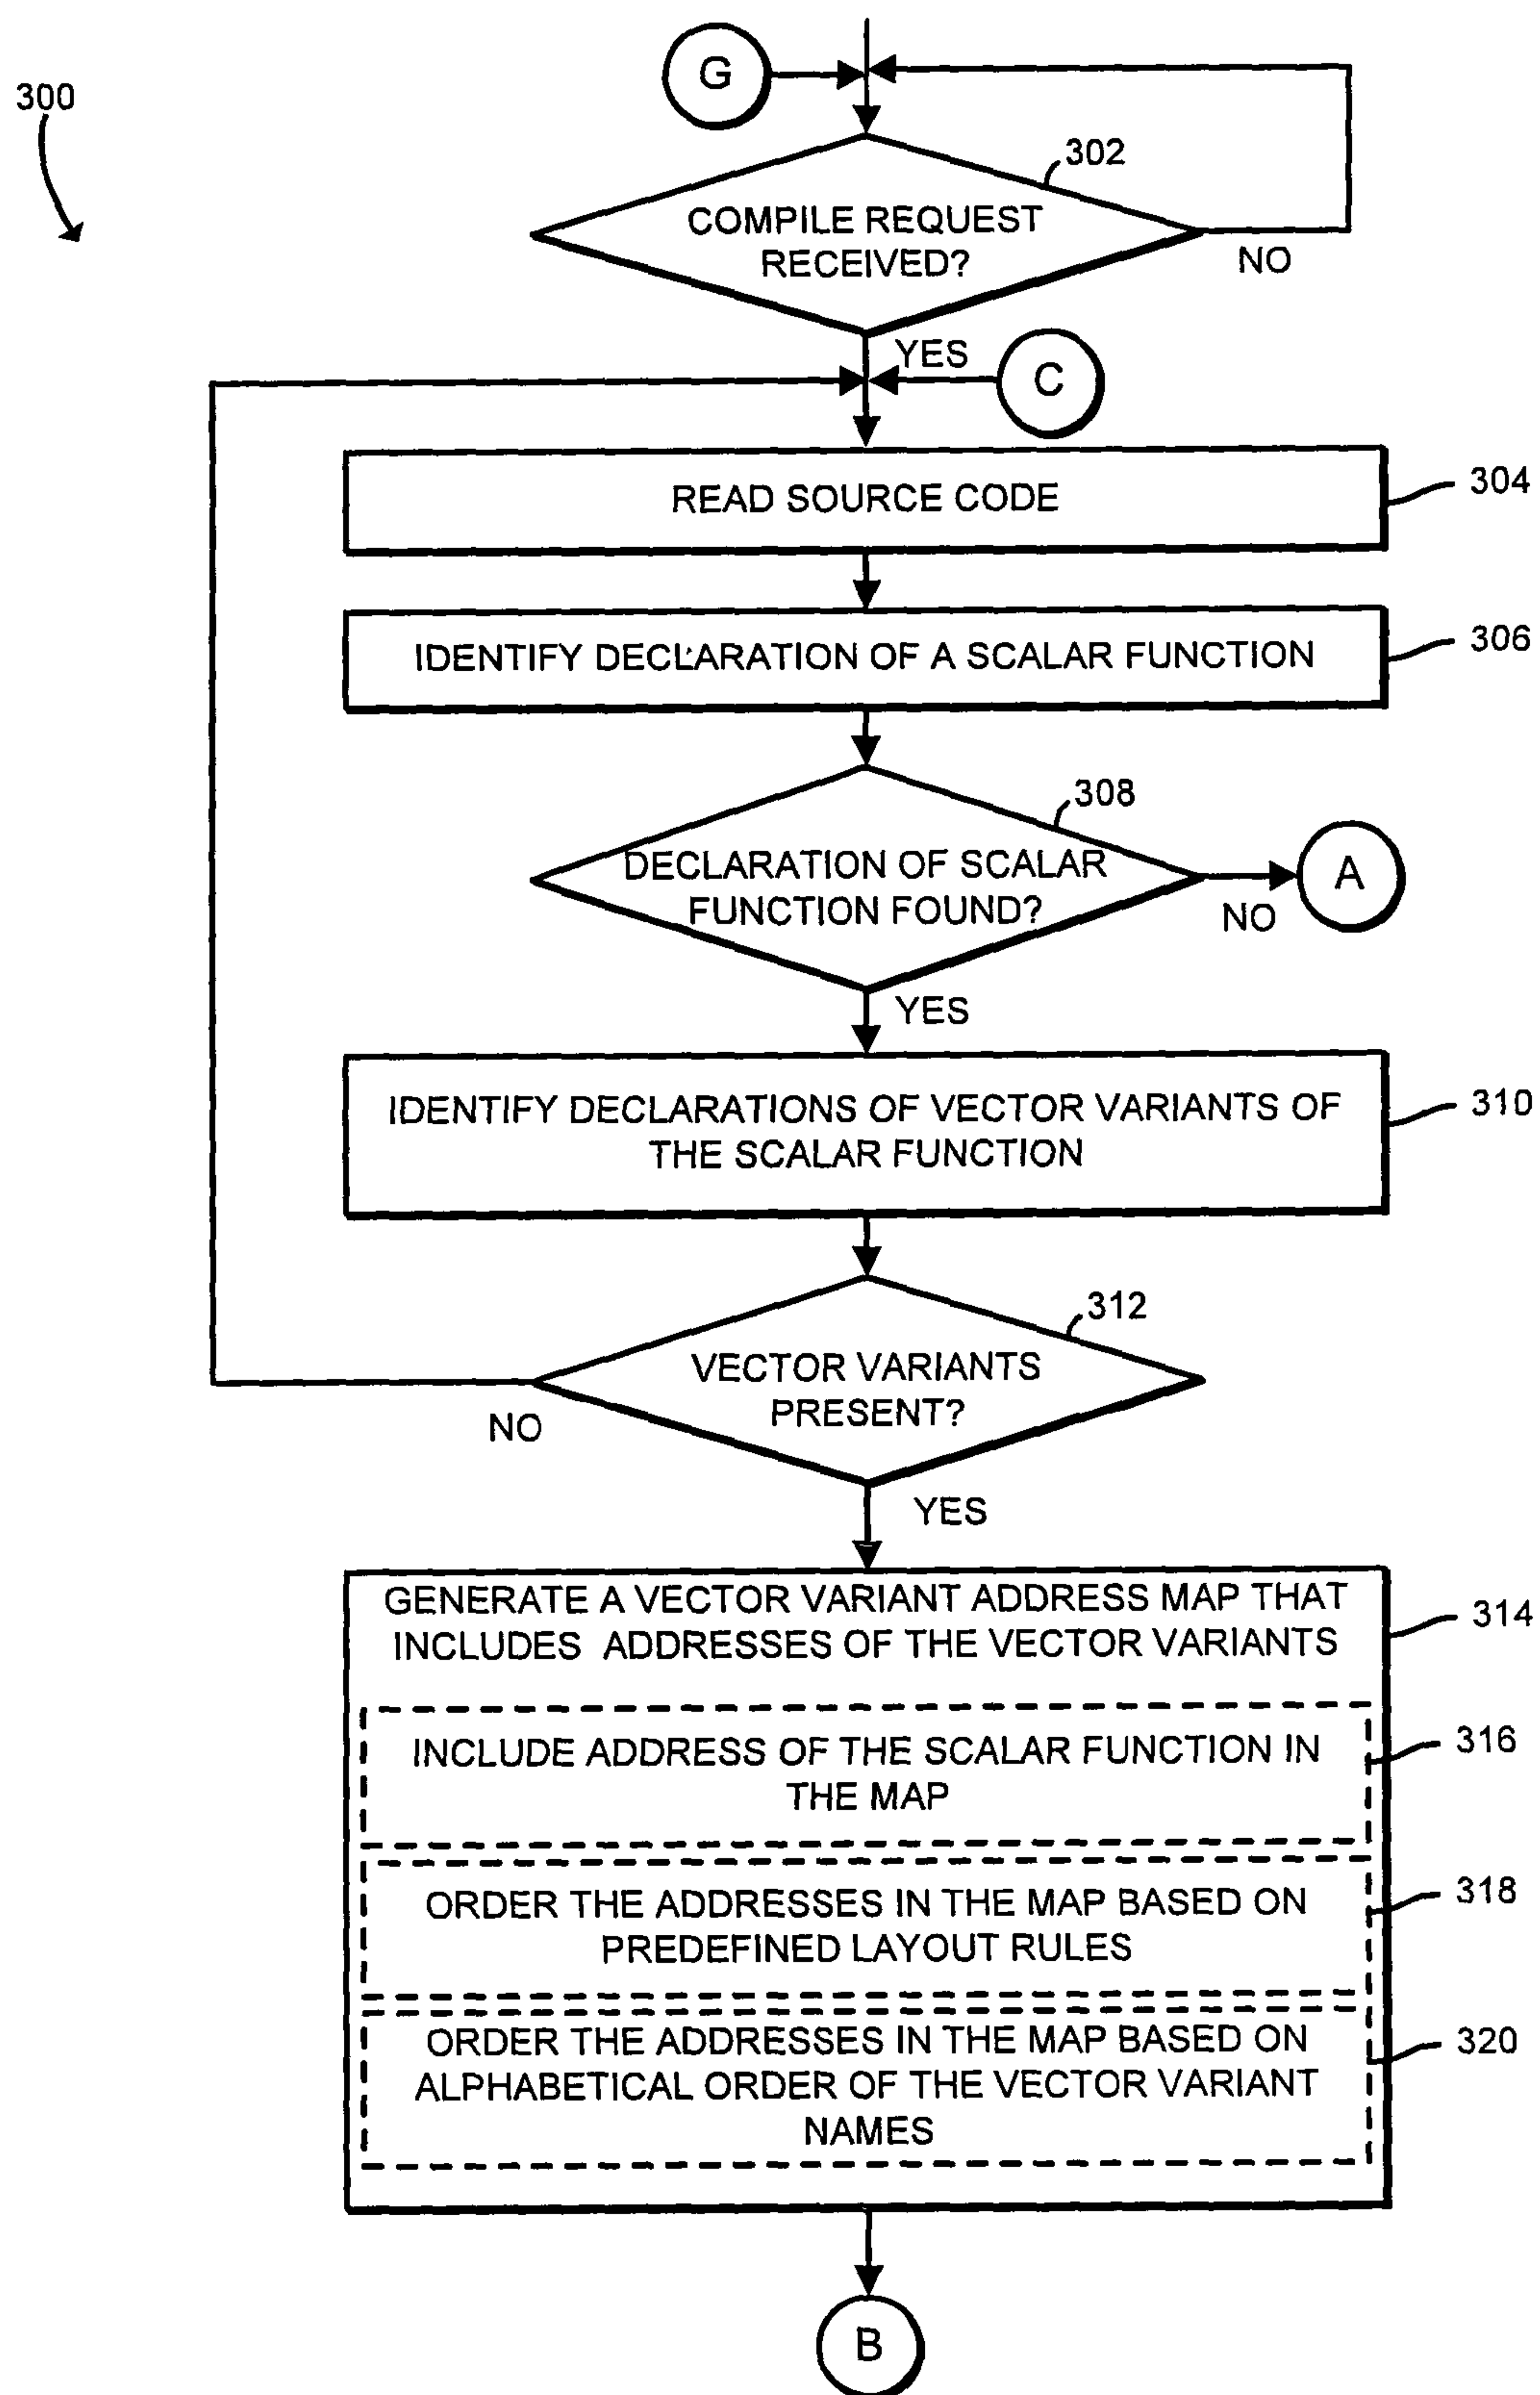 G
300
302
COMPILE REQUEST
RECEIVED?
NO
YES
C
READ SOURCE CODE
304
IDENTIFY DECLARATION OF A SCALAR FUNCTION
306
308
DECLARATION OF SCALAR
FUNCTION FOUND?
A
NO
YES
IDENTIFY DECLARATIONS OF VECTOR VARIANTS OF
THE SCALAR FUNCTION
310
312
VECTOR VARIANTS
PRESENT?
NO
YES
GENERATE A VECTOR VARIANT ADDRESS MAP THAT
INCLUDES ADDRESSES OF THE VECTOR VARIANTS
314
INCLUDE ADDRESS OF THE SCALAR FUNCTION IN
THE MAP
316
ORDER THE ADDRESSES IN THE MAP BASED ON
PREDEFINED LAYOUT RULES
318
ORDER THE ADDRESSES IN THE MAP BASED ON
ALPHABETICAL ORDER OF THE VECTOR VARIANT
NAMES
320
B